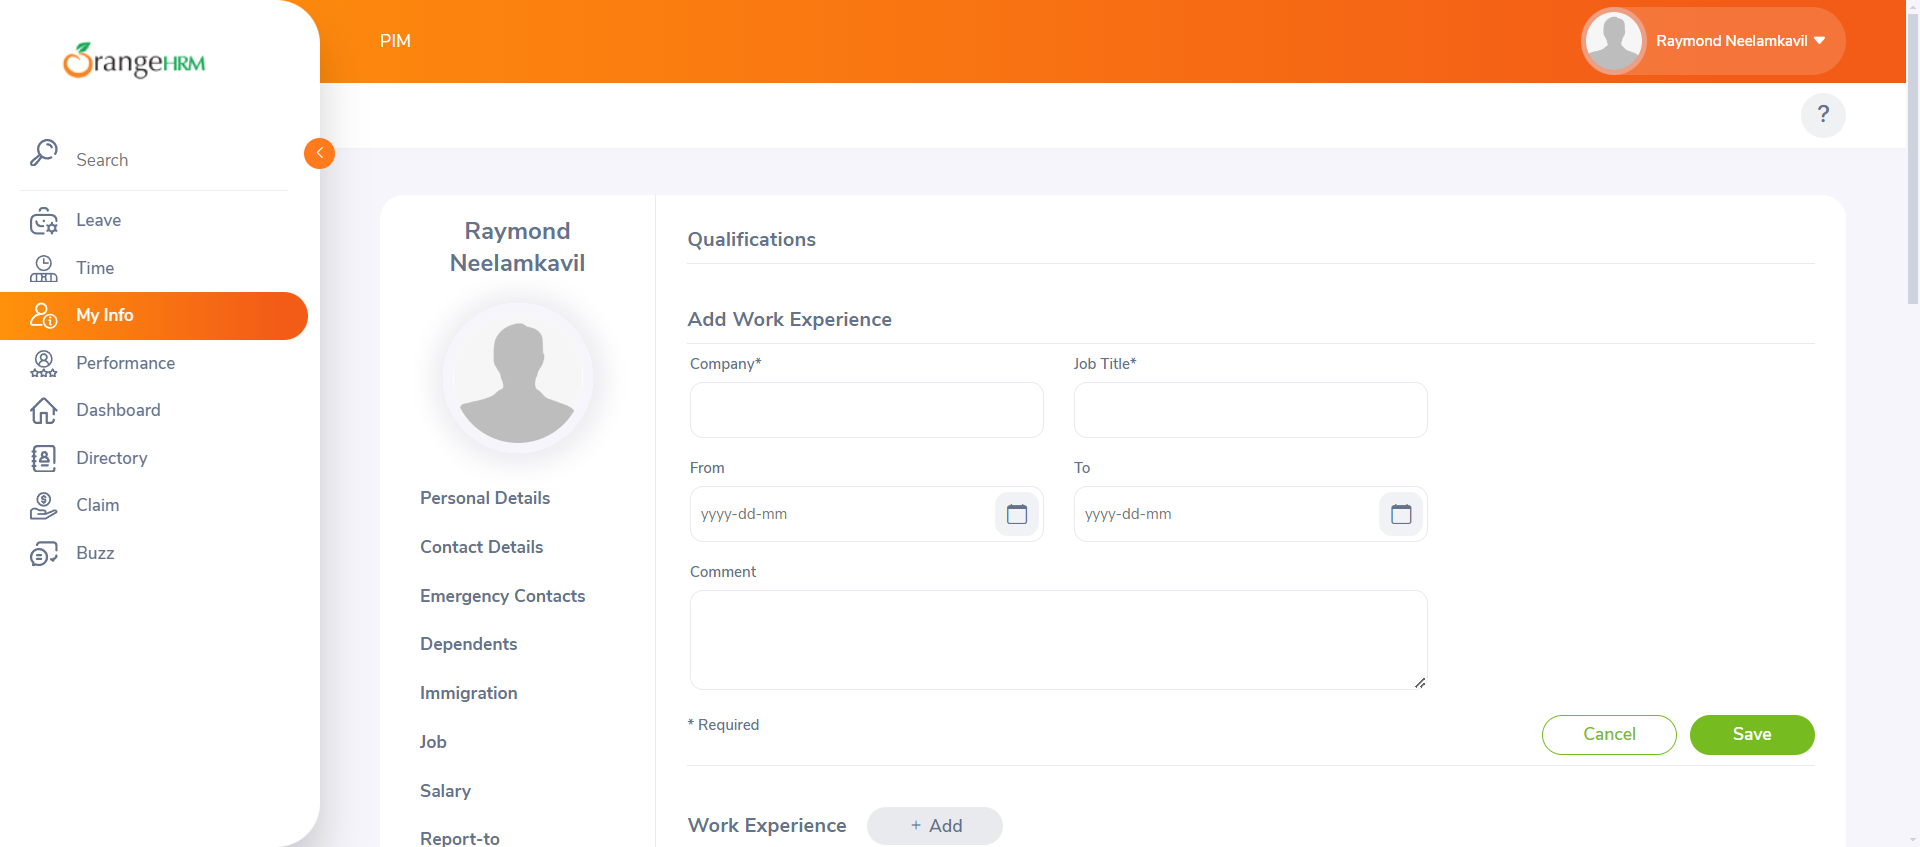 OrangeHRM
PIM
Raymond Neelamkavil
?
Search
Leave
Time
My Info
Performance
Dashboard
Directory
Claim
Buzz
Raymond
Neelamkavil
Personal Details
Contact Details
Emergency Contacts
Dependents
Immigration
Job
Salary
Report-to
Qualifications
Add Work Experience
Company*
Job Title*
From
To
yyyy-dd-mm
yyyy-dd-mm
Comment
* Required
Cancel
Save
Work Experience
+ Add